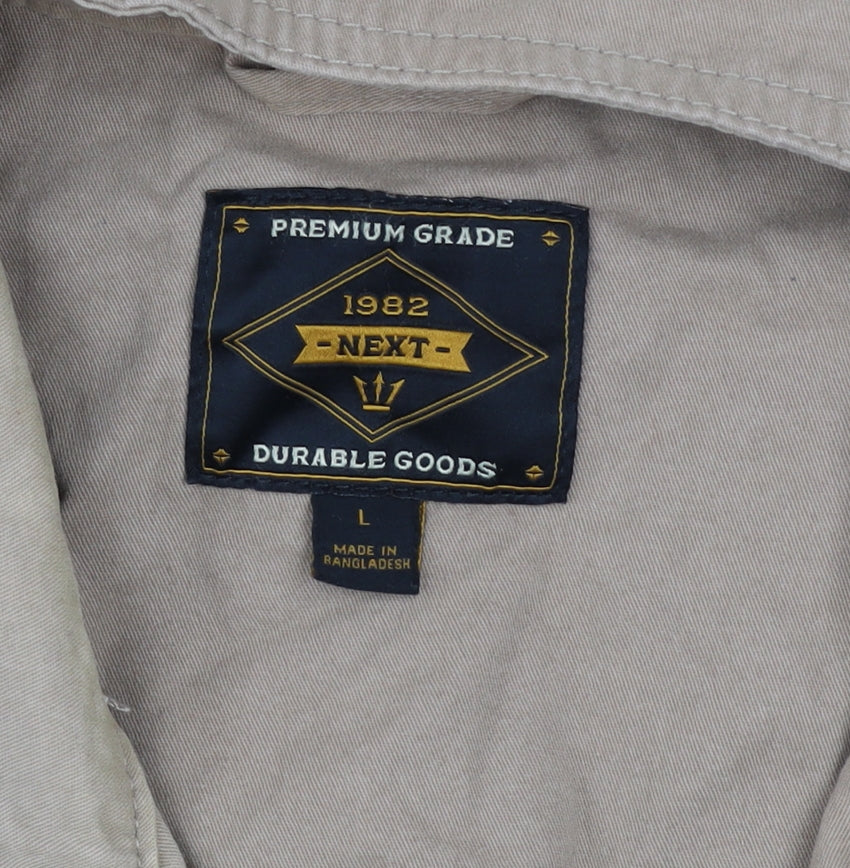 PREMIUM GRADE
1982
-NEXT-
DURABLE GOODS
L
MADE IN
BANGLADESH